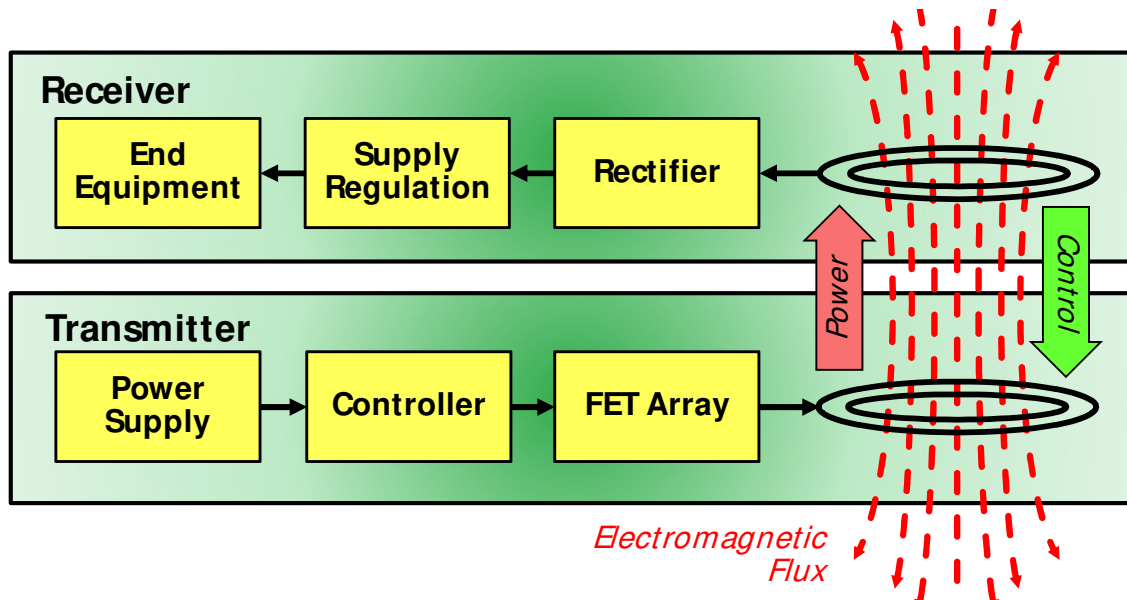 Receiver
End
Equipment
Supply
Regulation
Rectifier
Power
Control
Transmitter
Power
Supply
Controller
FET Array
Electromagnetic
Flux